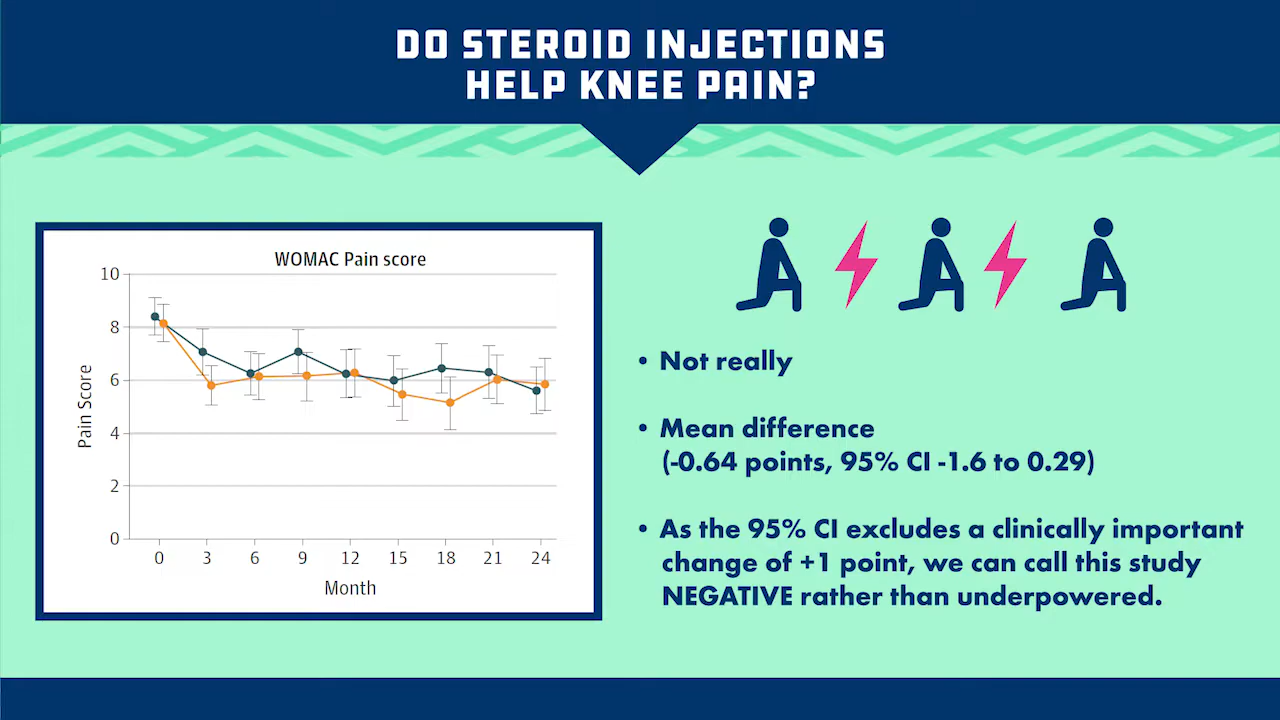 DO STEROID INJECTIONS
HELP KNEE PAIN?
WOMAC Pain score
10
8
6
4
2
0
Pain Score
0 3 6 9 12 15 18 21 24
Month
• Not really
• Mean difference
(-0.64 points, 95% CI -1.6 to 0.29)
• As the 95% CI excludes a clinically important
change of +1 point, we can call this study
NEGATIVE rather than underpowered.